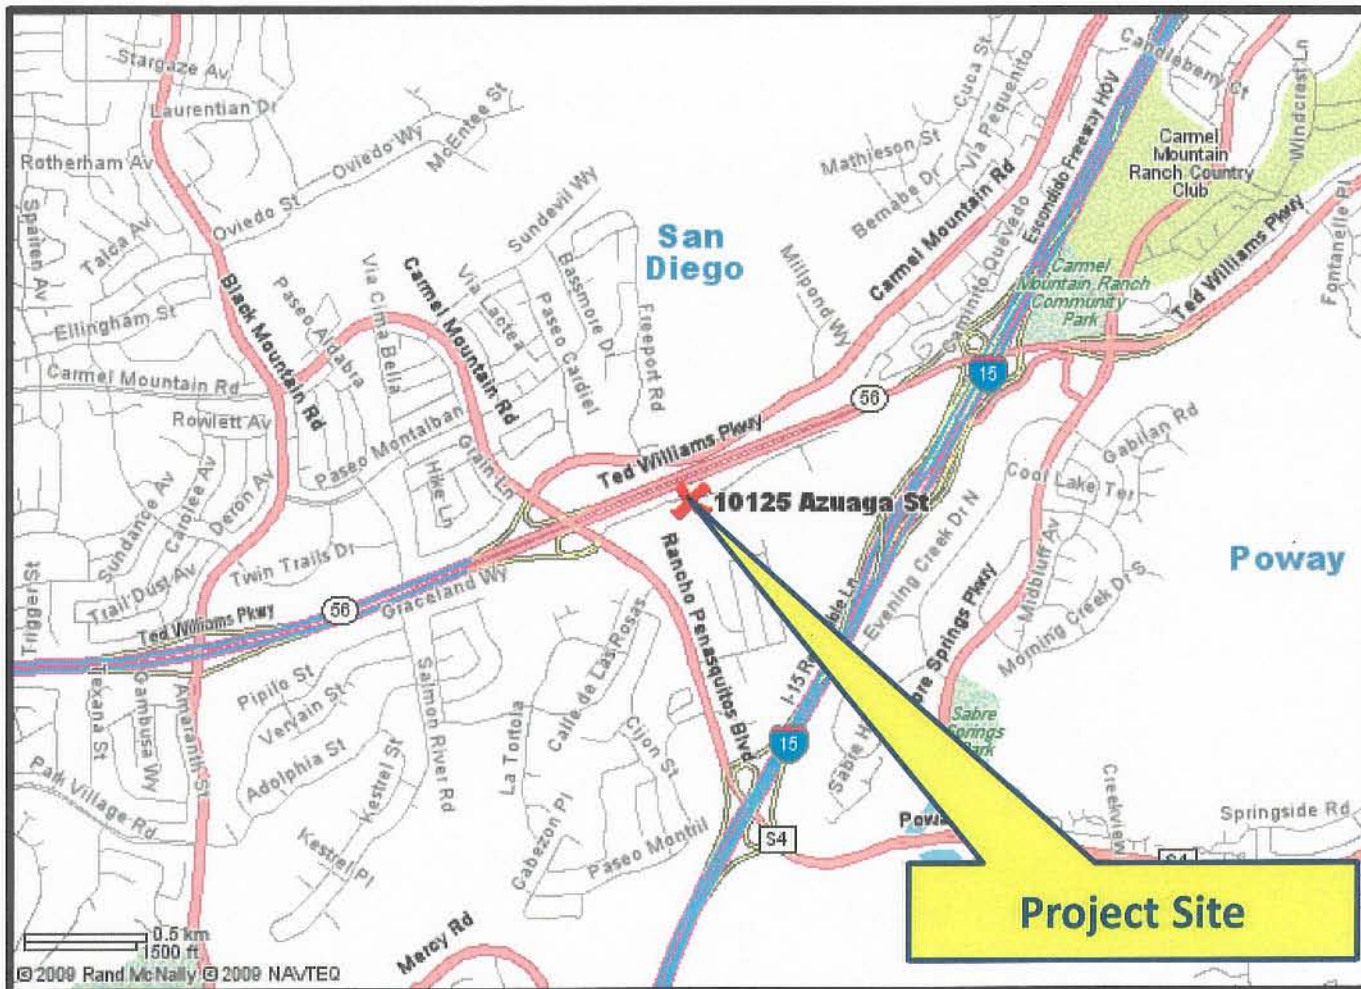 Stargaze Av
Laurentian Dr
Rotherham Av
Oviedo Wy
McEntee St
Oviedo St
Talca Av
Ellingham St
Carmel Mountain Rd
Rowlett Av
Black Mountain Rd
Paseo Aldabra
Via Cima Bella
Carmel Mountain Rd
Via Lactea
Sundevil Wy
Bassmore Dr
Paseo Cardiel
Freeport Rd
San
Diego
Mathieson St
Bernabe Dr
Cuca St
Via Pequenito
Millpond Wy
Carmel Mountain Rd
Caminito Quevedo
Escondido Freeway HOV
Candleberry Ct
Windcrest Ln
Carmel
Mountain
Ranch Country
Club
Carmel
Mountain Ranch
Community
Park
Ted Williams Pkwy
Fontanelle Pl
15
56
Ted Williams Pkwy
Paseo Montalban
Hike Ln
Grain Ln
10125 Azuaga St
Sundance Av
Carolee Av
Deron Av
Trail Dust Av
Trigger St
Twin Trails Dr
Ted Williams Pkwy
56
Graceland Wy
Rancho Penasquitos Blvd
Gabilan Rd
Cool Lake Ter
Evening Creek Dr N
Midbluff Av
Morning Creek Dr S
Poway
Pipilo St
Vervain St
Adolphia St
Gambusa Wy
Amaranth St
Park Village Rd
Kestrel St
Kestrel Pl
Salmon River Rd
La Tortola
Calle de Las Rosas
Cijon St
Cabezon Pl
Paseo Montril
15
S4
Sabre
Springs
Creekview
Springside Rd
Project Site
Mercy Rd
0.5 km
1500 ft
© 2009 Rand McNally © 2009 NAVTEQ